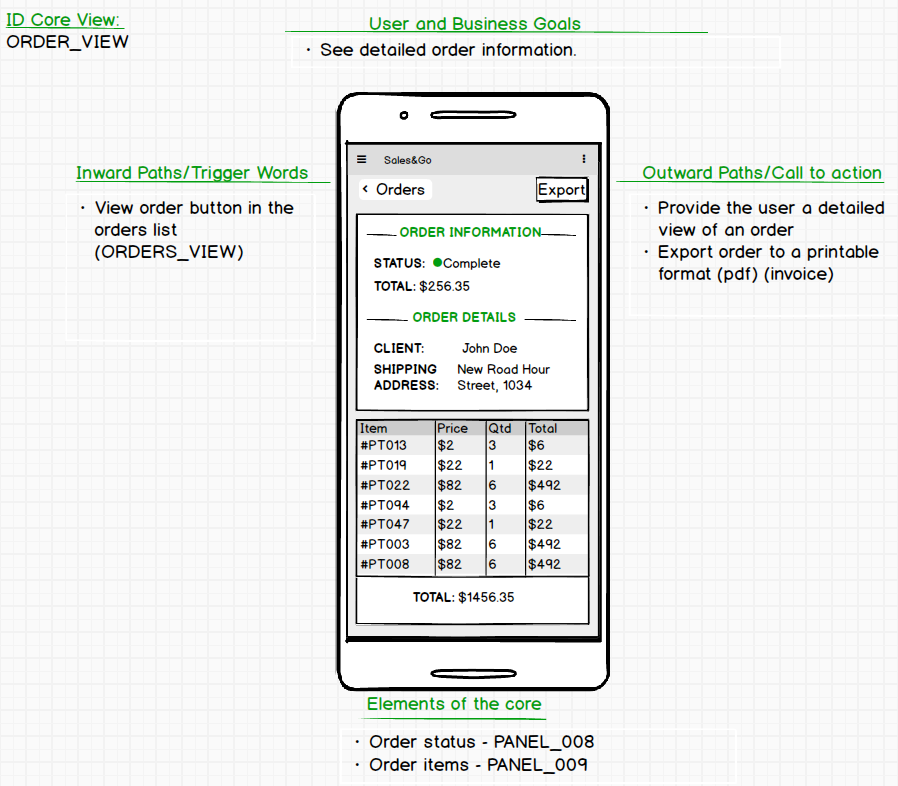 ID Core View:
ORDER_VIEW
User and Business Goals
· See detailed order information.
Inward Paths/Trigger Words
· View order button in the
orders list
(ORDERS_VIEW)
Sales&Go
< Orders
Export
ORDER INFORMATION
STATUS: Complete
TOTAL: $256.35
ORDER DETAILS
CLIENT: John Doe
SHIPPING New Road Hour
ADDRESS: Street, 1034
Item Price Qtd Total
#PT013 $2 3 $6
#PT019 $22 1 $22
#PT022 $82 6 $492
#PT094 $2 3 $6
#PT047 $22 1 $22
#PT003 $82 6 $492
#PT008 $82 6 $492
TOTAL: $1456.35
Outward Paths/Call to action
· Provide the user a detailed
view of an order
· Export order to a printable
format (pdf) (invoice)
Elements of the core
· Order status - PANEL_008
· Order items - PANEL_009